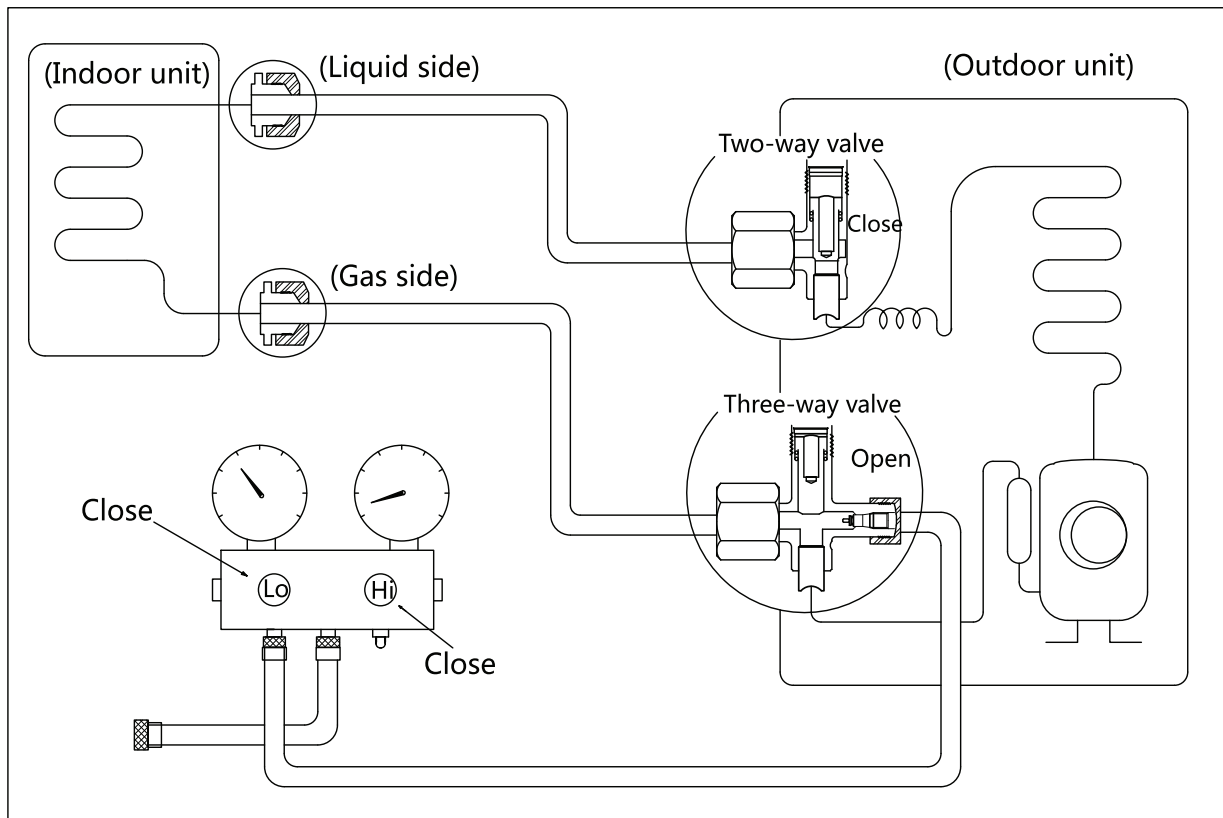 (Indoor unit)
(Liquid side)
(Outdoor unit)
Two-way valve
Close
(Gas side)
Three-way valve
Open
Close
Lo
Hi
Close